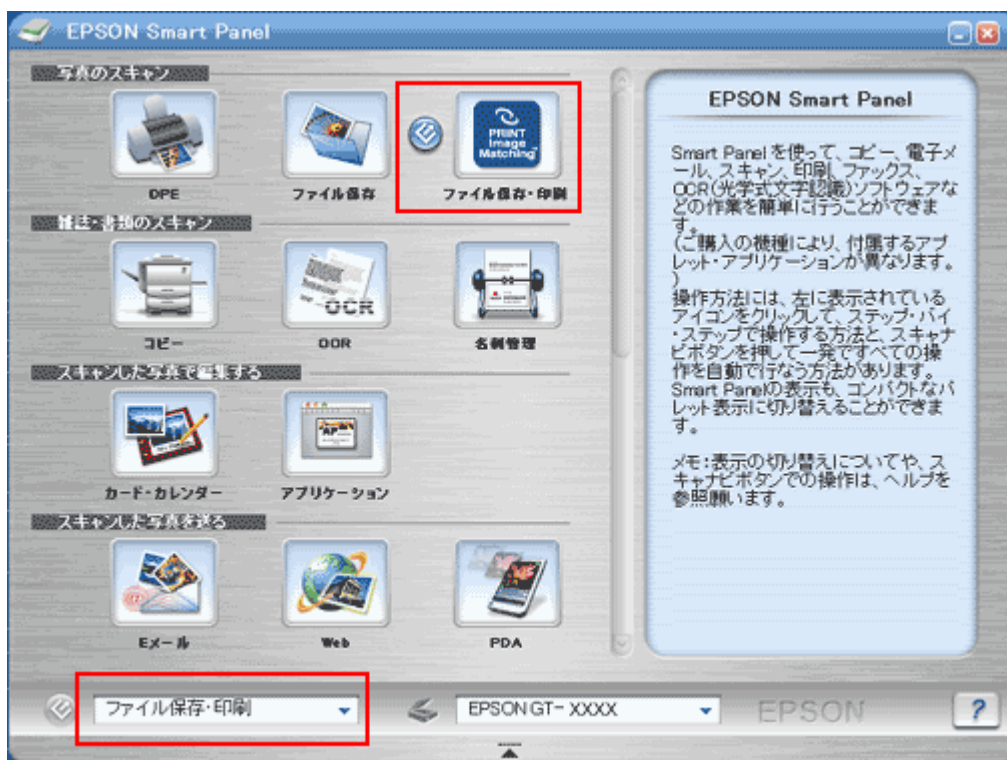 EPSON Smart Panel
写真のスキャン
PRINT
Image
Matching
DPE
ファイル保存
ファイル保存・印刷
雑誌・書類のスキャン
OCR
コピー
OCR
名刺管理
スキャンした写真で編集する
AP
カード・カレンダー
アプリケーション
スキャンした写真を送る
@
Eメール
Web
PDA
EPSON Smart Panel
Smart Panel を使って、コピー、電子メ
ール、スキャン、印刷、ファックス、
OCR(光学式文字認識)ソフトウェアな
どの作業を簡単に行うことができま
す。
(ご購入の機種により、付属するアプ
レット・アプリケーションが異なります。
)
操作方法には、左に表示されている
アイコンをクリックして、ステップ・バイ
・ステップで操作する方法と、スキャナ
ビボタンを押して一発ですべての操
作を自動で行なう方法があります。
Smart Panelの表示も、コンパクトなパ
レット表示に切り替えることができま
す。
メモ:表示の切り替えについてや、ス
キャナビボタンでの操作は、ヘルプを
参照願います。
ファイル保存・印刷
EPSON GT-XXXX
EPSON
?